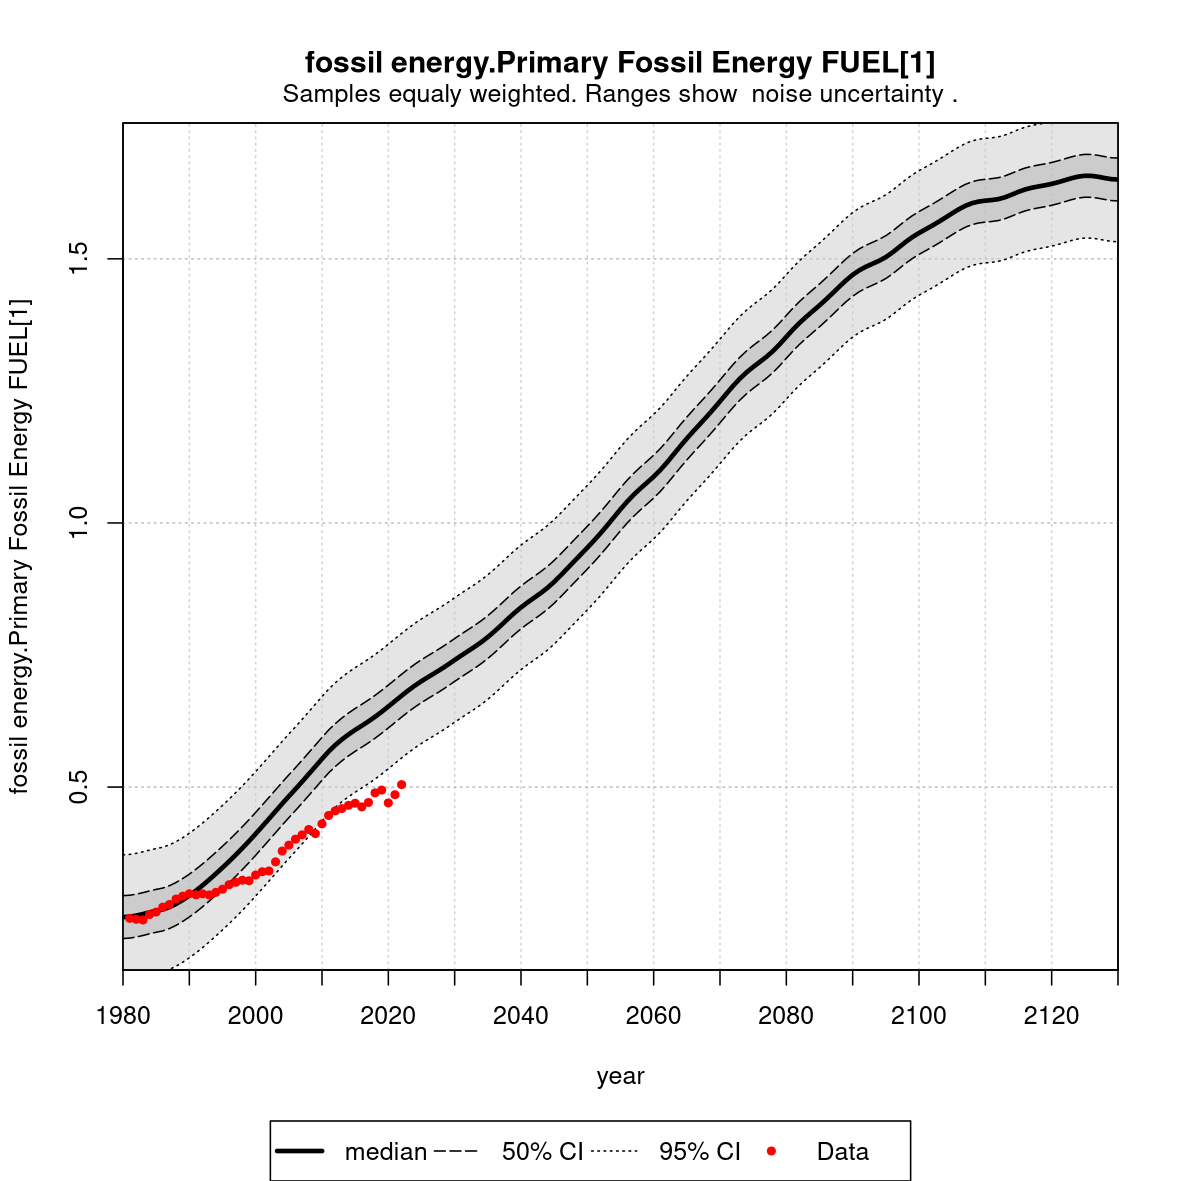 fossil energy.Primary Fossil Energy FUEL[1]
Samples equaly weighted. Ranges show  noise uncertainty .
fossil energy.Primary Fossil Energy FUEL[1]
1.5
1.0
0.5
1980 2000 2020 2040 2060 2080 2100 2120
year
median 50% CI 95% CI Data